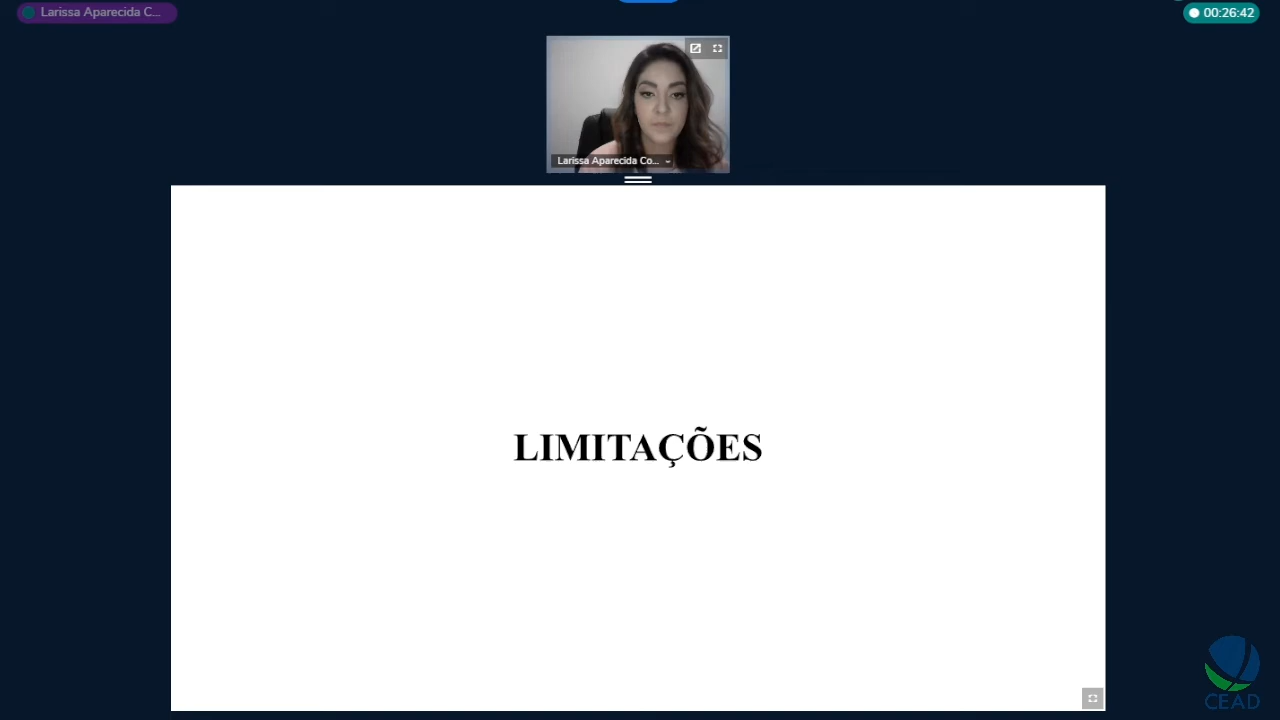 Larissa Aparecida C...
00:26:42
Larissa Aparecida Co...
LIMITAÇÕES
CEAD